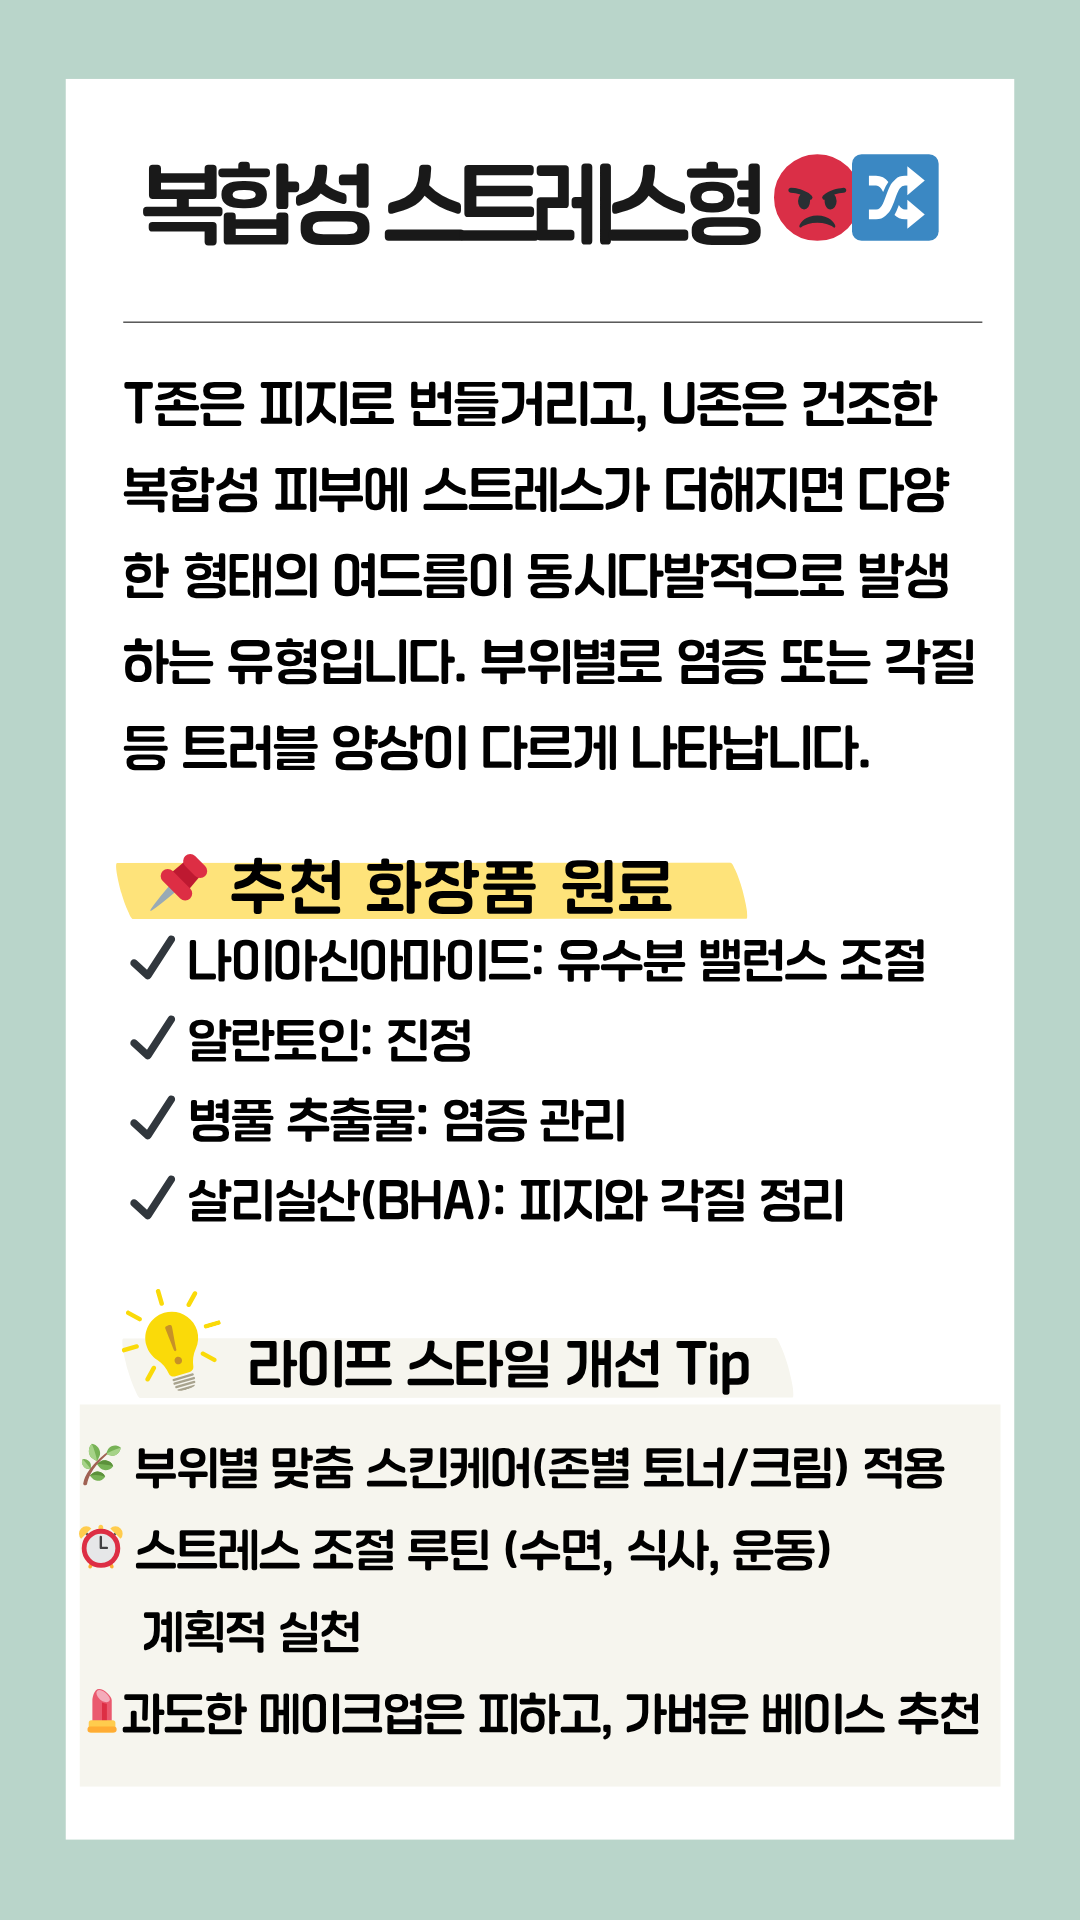 복합성 스트레스형😡🔀
T존은 피지로 번들거리고, U존은 건조한
복합성 피부에 스트레스가 더해지면 다양
한 형태의 여드름이 동시다발적으로 발생
하는 유형입니다. 부위별로 염증 또는 각질
등 트러블 양상이 다르게 나타납니다.
📌 추천 화장품 원료
✔ 나이아신아마이드: 유수분 밸런스 조절
✔ 알란토인: 진정
✔ 병풀 추출물: 염증 관리
✔ 살리실산(BHA): 피지와 각질 정리
라이프 스타일 개선 Tip
🌿 부위별 맞춤 스킨케어(존별 토너/크림) 적용
⏰ 스트레스 조절 루틴 (수면, 식사, 운동)
계획적 실천
💄과도한 메이크업은 피하고, 가벼운 베이스 추천